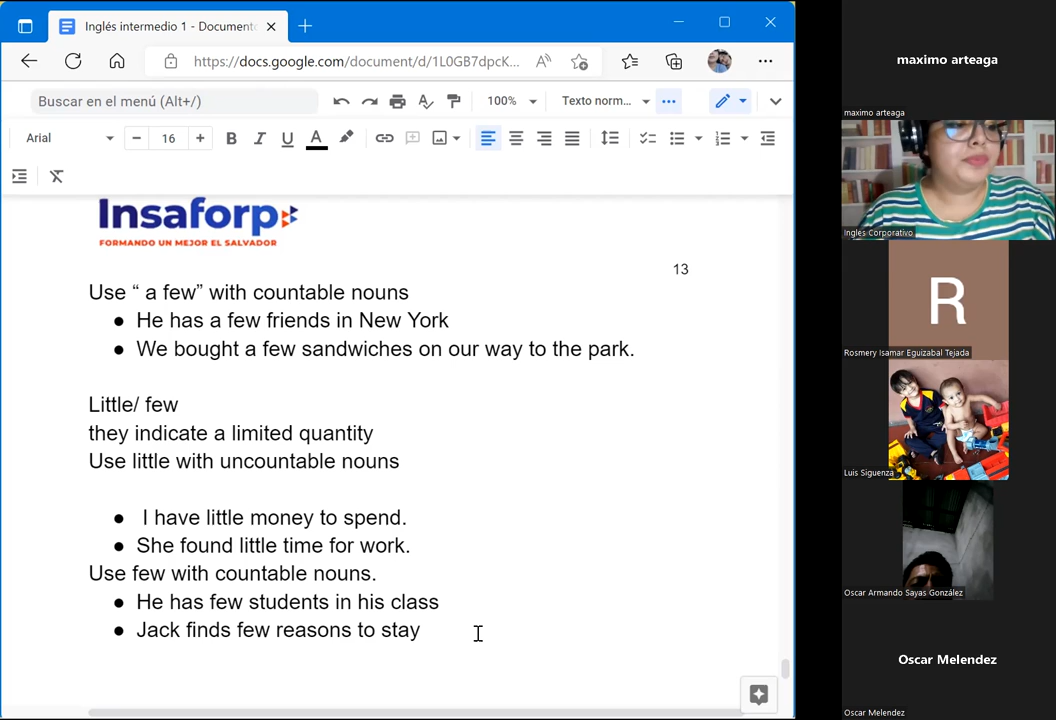 Inglés intermedio 1 - Documento
https://docs.google.com/document/d/1L0GB7dpcK...
Buscar en el menú (Alt+/)
100%
Texto norm...
Arial
16
B
I
U
A
Insaforp
FORMANDO UN MEJOR EL SALVADOR
13
Use “ a few” with countable nouns
● He has a few friends in New York
● We bought a few sandwiches on our way to the park.
Little/ few
they indicate a limited quantity
Use little with uncountable nouns
● I have little money to spend.
● She found little time for work.
Use few with countable nouns.
● He has few students in his class
● Jack finds few reasons to stay
maximo arteaga
maximo arteaga
Ingles Corporativo
R
Rosmery Isamar Eguizabal Tejada
Luis Siguenza
Oscar Armando Sayas González
Oscar Melendez
Oscar Melendez